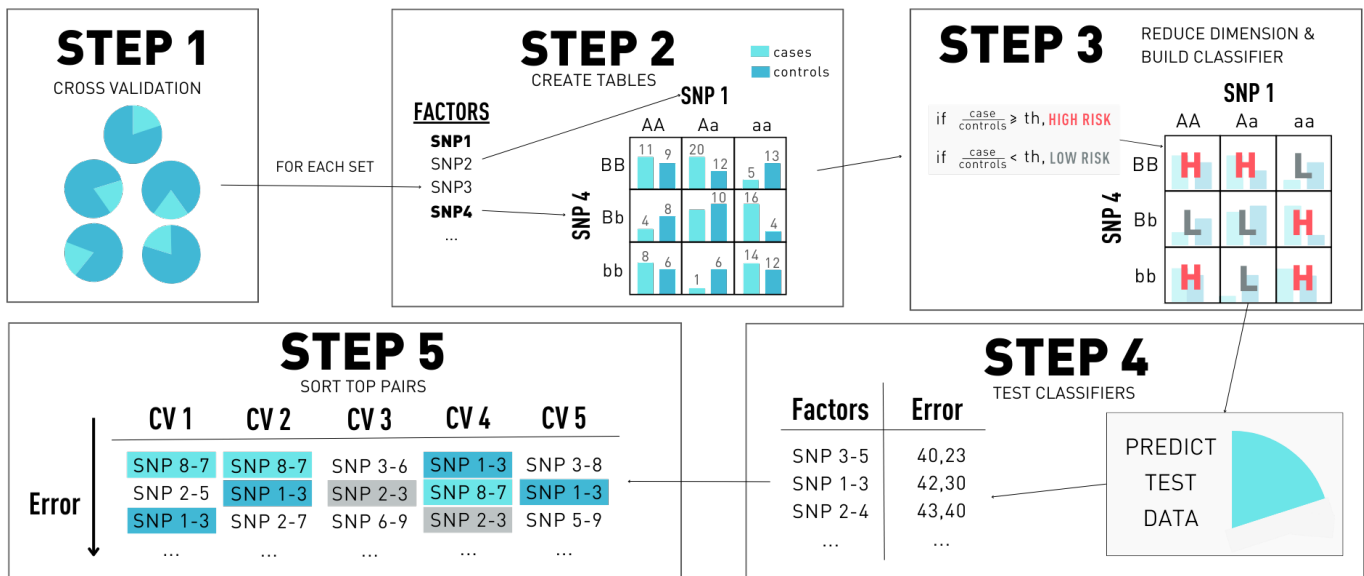 STEP 1
CROSS VALIDATION
FOR EACH SET
STEP 2
CREATE TABLES
cases
controls
FACTORS
SNP1
SNP2
SNP3
SNP4
...
SNP 1
AA Aa aa
SNP 4
BB 11 9 20 12 5 13
Bb 4 8 10 16 4
bb 8 6 1 6 14 12
STEP 3
REDUCE DIMENSION &
BUILD CLASSIFIER
if case/controls ⩾ th, HIGH RISK
if case/controls < th, LOW RISK
SNP 1
AA Aa aa
SNP 4
BB H H L
Bb L L H
bb H L H
STEP 5
SORT TOP PAIRS
Error
CV 1 CV 2 CV 3 CV 4 CV 5
SNP 8-7 SNP 8-7 SNP 3-6 SNP 1-3 SNP 3-8
SNP 2-5 SNP 1-3 SNP 2-3 SNP 8-7 SNP 1-3
SNP 1-3 SNP 2-7 SNP 6-9 SNP 2-3 SNP 5-9
... ... ... ... ...
STEP 4
TEST CLASSIFIERS
Factors Error
SNP 3-5 40,23
SNP 1-3 42,30
SNP 2-4 43,40
... ...
PREDICT
TEST
DATA